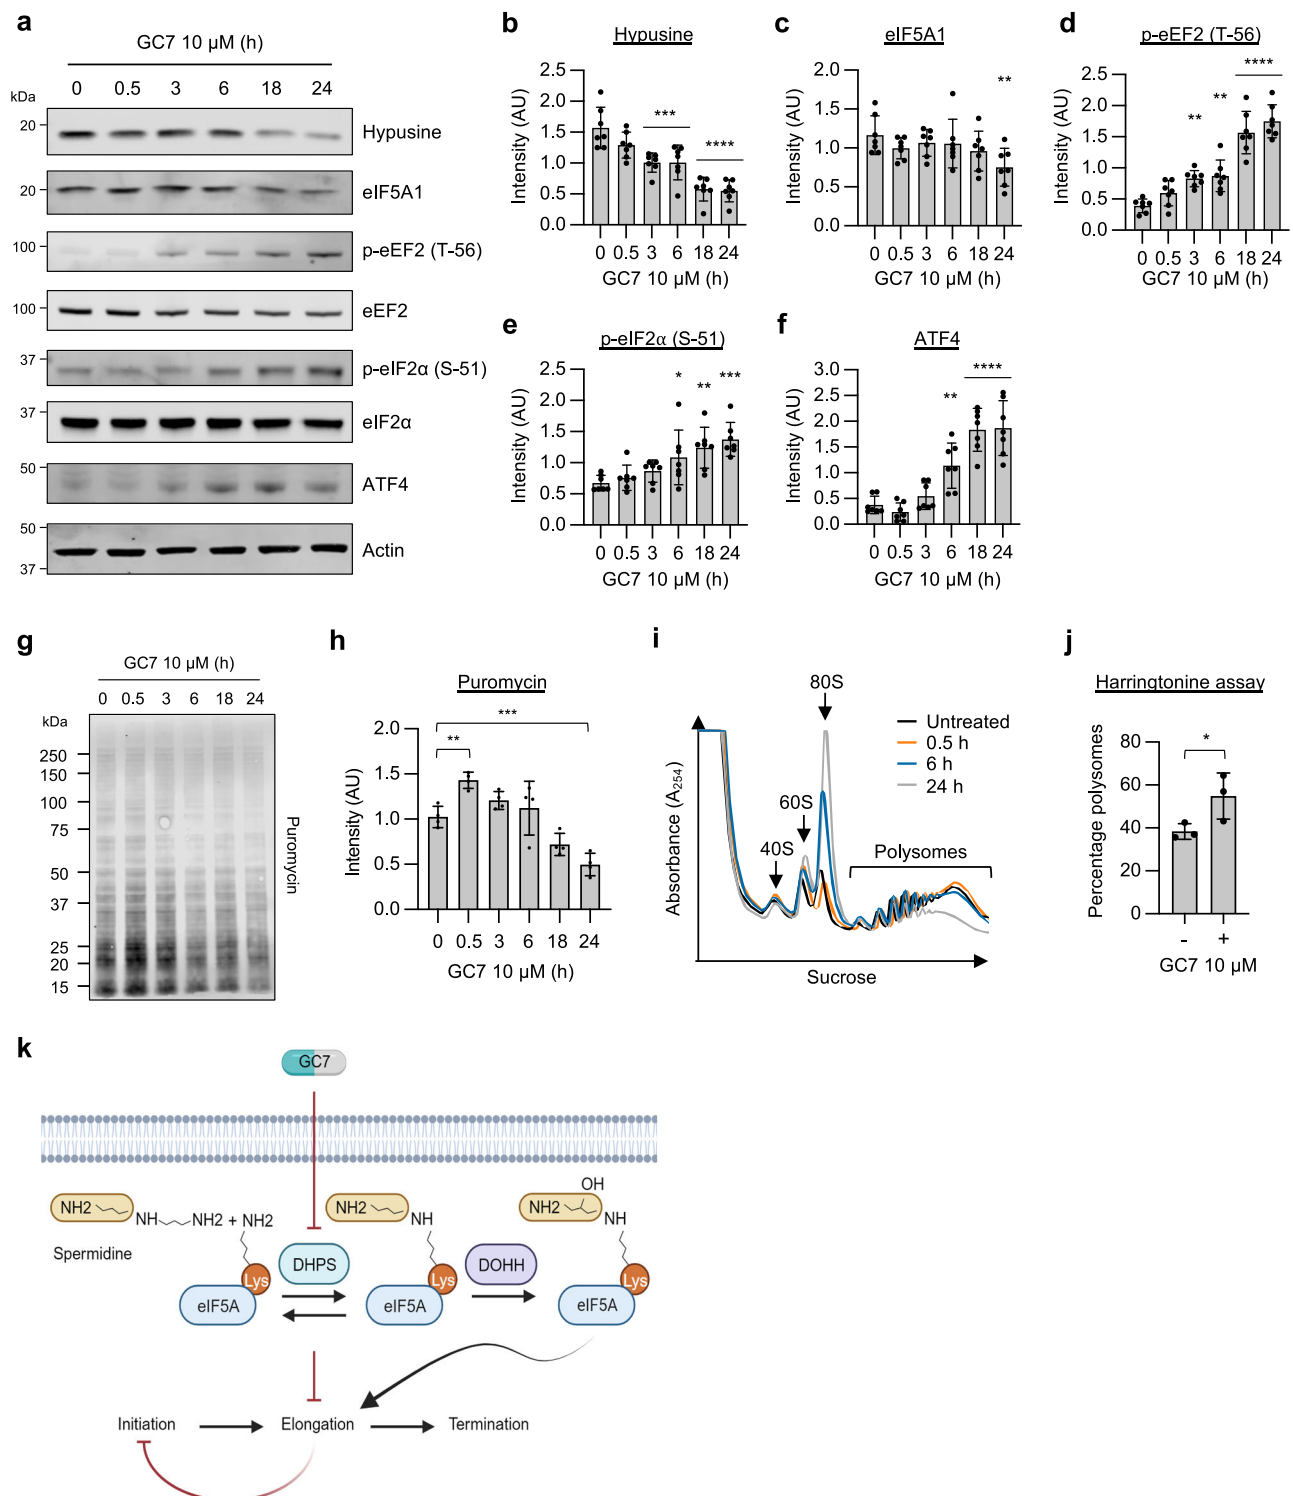 a
GC7 10 µM (h)
0 0.5 3 6 18 24
kDa
20 Hypusine
20 eIF5A1
100 p-eEF2 (T-56)
100 eEF2
37 p-eIF2α (S-51)
37 eIF2α
50 ATF4
50
37 Actin
b
Hypusine
Intensity (AU)
2.5
2.0
1.5
1.0
0.5
0.0
***
****
0 0.5 3 6 18 24
GC7 10 µM (h)
c
eIF5A1
Intensity (AU)
2.0
1.5
1.0
0.5
0.0
**
0 0.5 3 6 18 24
GC7 10 µM (h)
d
p-eEF2 (T-56)
Intensity (AU)
2.5
2.0
1.5
1.0
0.5
0.0
**
**
****
0 0.5 3 6 18 24
GC7 10 µM (h)
e
p-eIF2α (S-51)
Intensity (AU)
2.5
2.0
1.5
1.0
0.5
0.0
* ** ***
0 0.5 3 6 18 24
GC7 10 µM (h)
f
ATF4
Intensity (AU)
3.0
2.5
2.0
1.5
1.0
0.5
0.0
**
****
0 0.5 3 6 18 24
GC7 10 µM (h)
g
GC7 10 µM (h)
0 0.5 3 6 18 24
kDa
250
150
100
75
50
37
25
20
15
Puromycin
h
Puromycin
Intensity (AU)
2.0
1.5
1.0
0.5
0.0
**
***
0 0.5 3 6 18 24
GC7 10 µM (h)
i
Absorbance (A254)
40S
60S
80S
Untreated
0.5 h
6 h
24 h
Polysomes
Sucrose
j
Harringtonine assay
Percentage polysomes
80
60
40
20
0
*
- +
GC7 10 µM
k
GC7
OH
NH2 NH NH2 + NH2
NH2 NH
NH2 NH
Spermidine
DHPS
DOHH
Lys
Lys
Lys
eIF5A
eIF5A
eIF5A
Initiation Elongation Termination